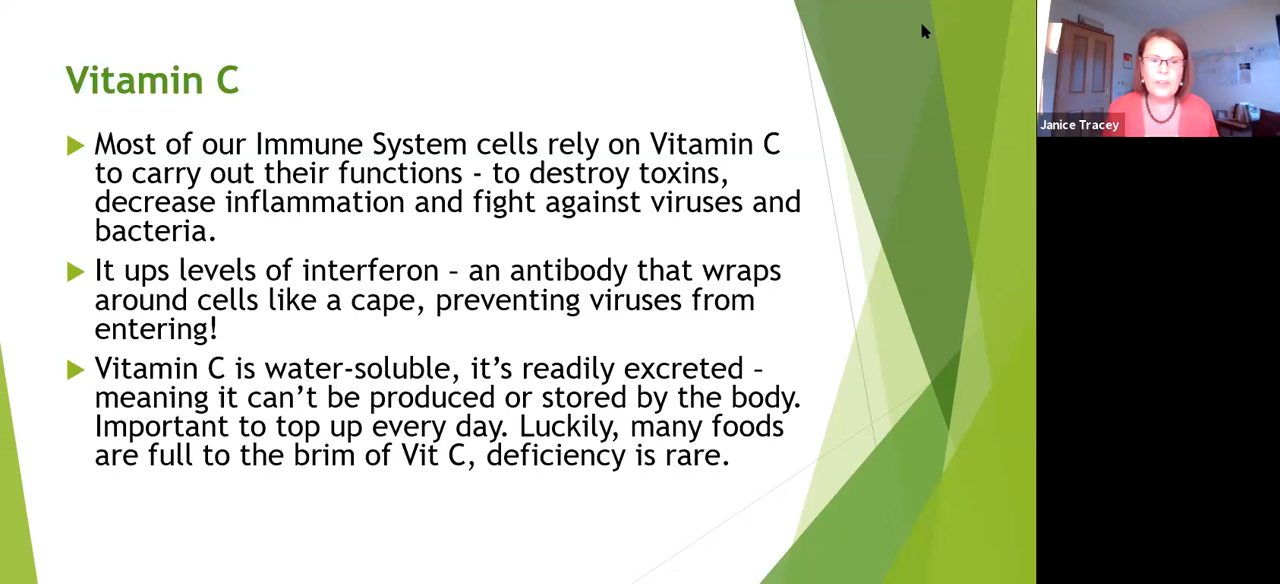 Vitamin C
Most of our Immune System cells rely on Vitamin C
to carry out their functions - to destroy toxins,
decrease inflammation and fight against viruses and
bacteria.
It ups levels of interferon – an antibody that wraps
around cells like a cape, preventing viruses from
entering!
Vitamin C is water-soluble, it’s readily excreted –
meaning it can’t be produced or stored by the body.
Important to top up every day. Luckily, many foods
are full to the brim of Vit C, deficiency is rare.
Janice Tracey